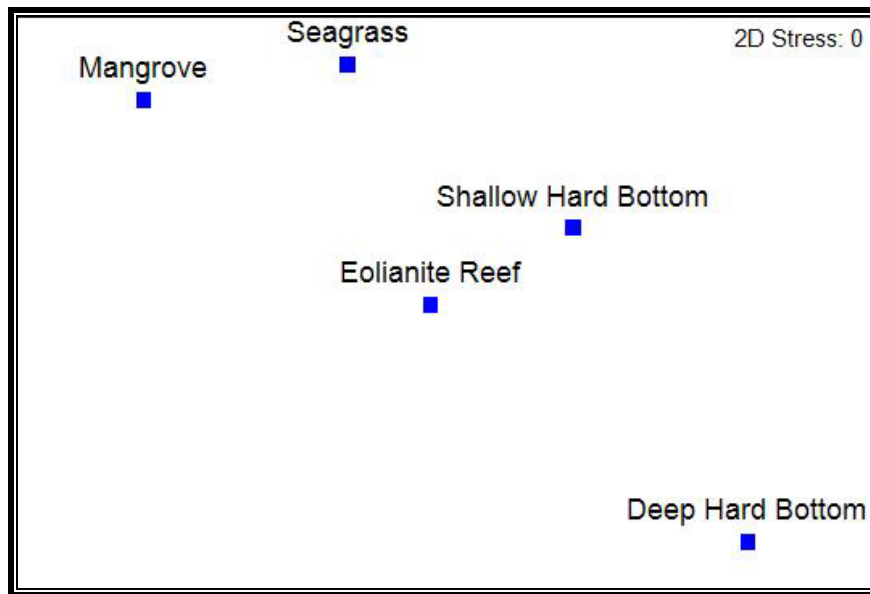 Seagrass
2D Stress: 0
Mangrove
Shallow Hard Bottom
Eolianite Reef
Deep Hard Bottom